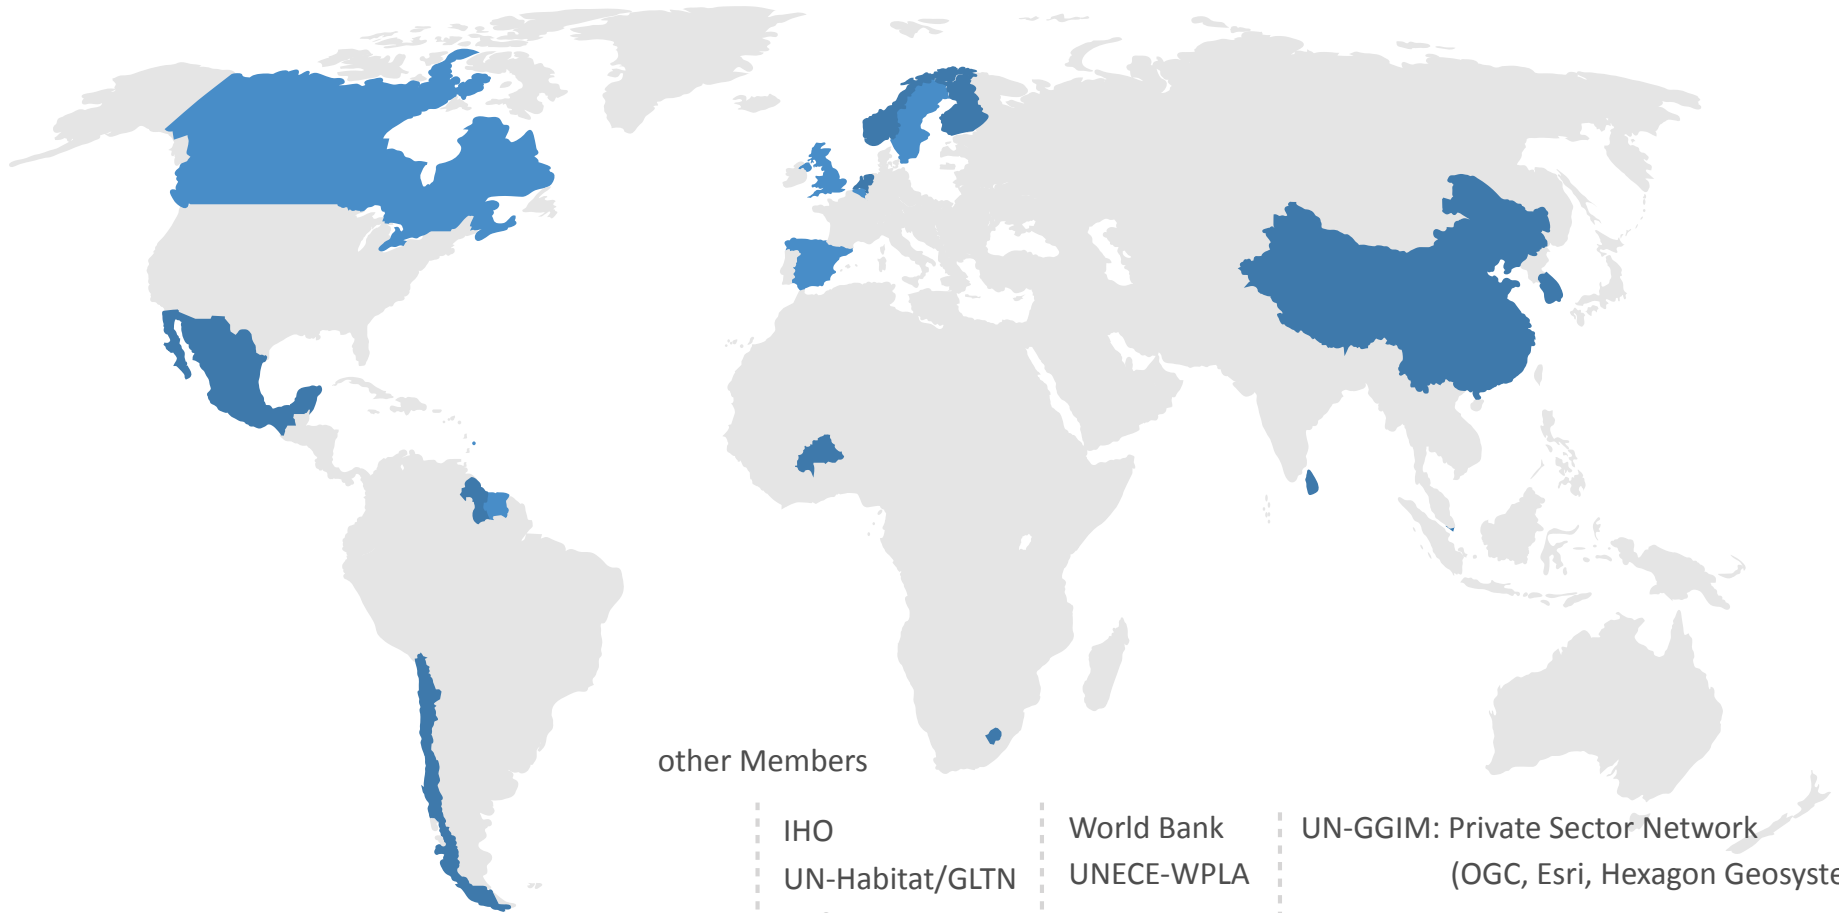 other Members
IHO
UN-Habitat/GLTN
World Bank
UNECE-WPLA
UN-GGIM: Private Sector Network
(OGC, Esri, Hexagon Geosyste